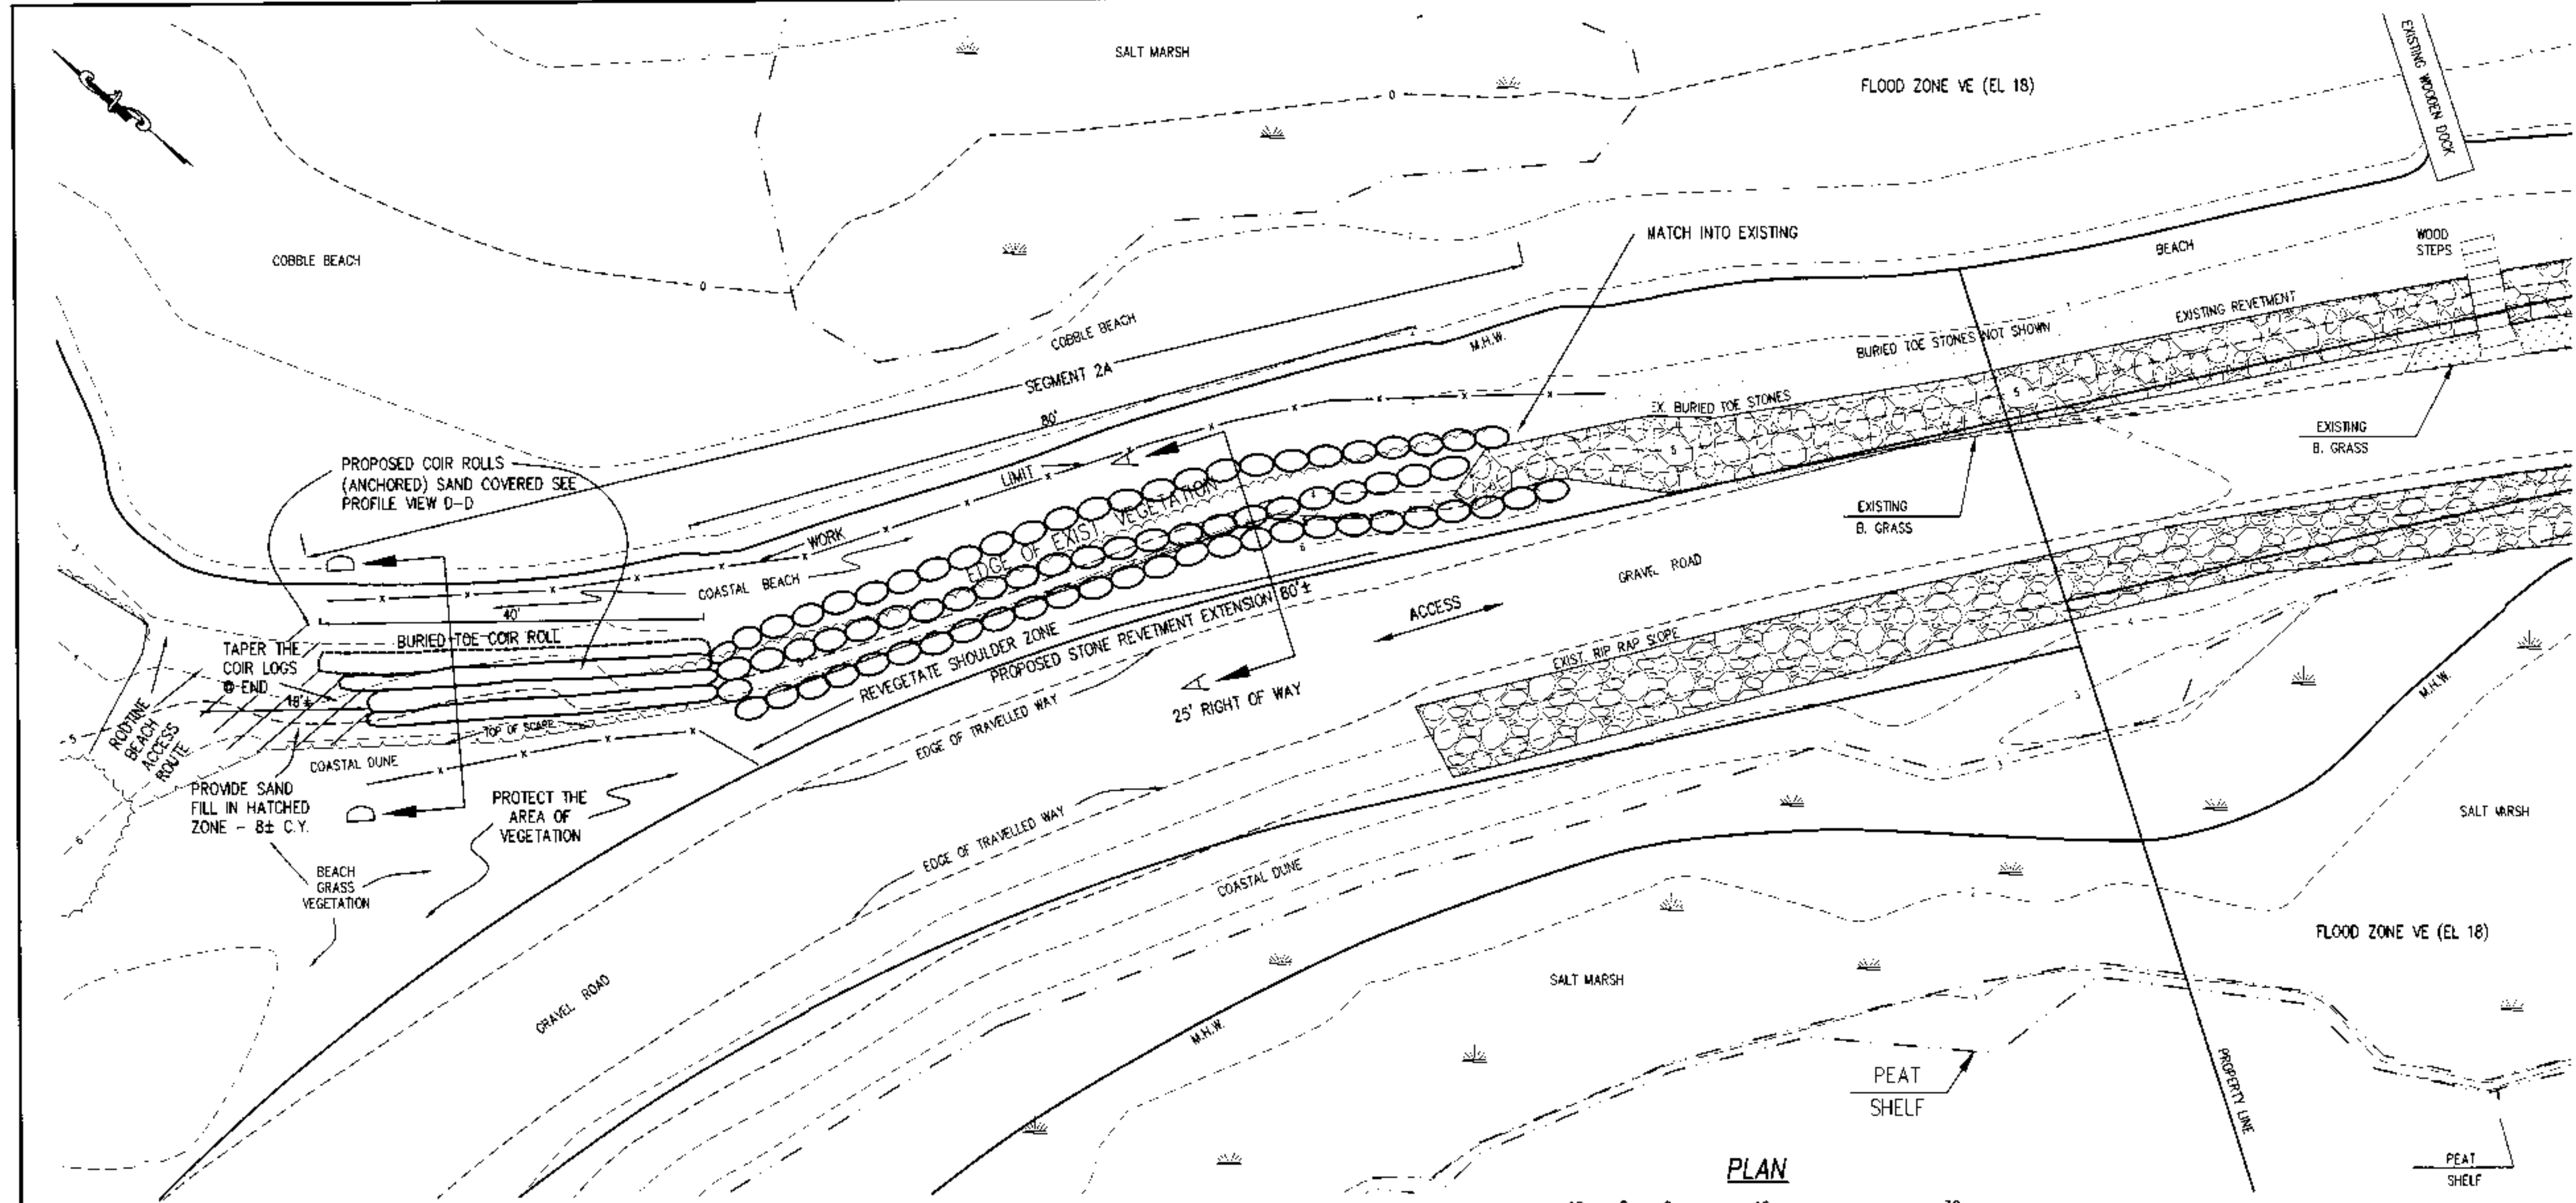 SALT MARSH
FLOOD ZONE VE (EL 18)
EXISTING WOODEN DOCK
0
COBBLE BEACH
0
MATCH INTO EXISTING
BEACH
WOOD
STEPS
EXISTING REVETMENT
BURIED TOE STONES NOT SHOWN
COBBLE BEACH
M.H.W.
SEGMENT 2A
80'
EX. BURIED TOE STONES
5
5
EXISTING
B. GRASS
PROPOSED COIR ROLLS
(ANCHORED) SAND COVERED SEE
PROFILE VIEW D-D
LIMIT
WORK
A
EDGE OF EXIST. VEGETATION
EXISTING
B. GRASS
COASTAL BEACH
40'
BURIED TOE COIR ROLL
TAPER THE
COIR LOGS
@ END
18'±
GRAVEL ROAD
ACCESS
REVEGETATE SHOULDER ZONE
PROPOSED STONE REVETMENT EXTENSION 80'±
EXIST. RIP RAP SLOPE
A
25' RIGHT OF WAY
ROUTINE
BEACH
ACCESS
ROUTE
TOP OF SCARP
COASTAL DUNE
EDGE OF TRAVELLED WAY
M.H.W.
PROVIDE SAND
FILL IN HATCHED
ZONE - 8± C.Y.
D
D
PROTECT THE
AREA OF
VEGETATION
EDGE OF TRAVELLED WAY
SALT MARSH
BEACH
GRASS
VEGETATION
COASTAL DUNE
FLOOD ZONE VE (EL 18)
SALT MARSH
GRAVEL ROAD
M.H.W.
PEAT
SHELF
PROPERTY LINE
PEAT
SHELF
PLAN